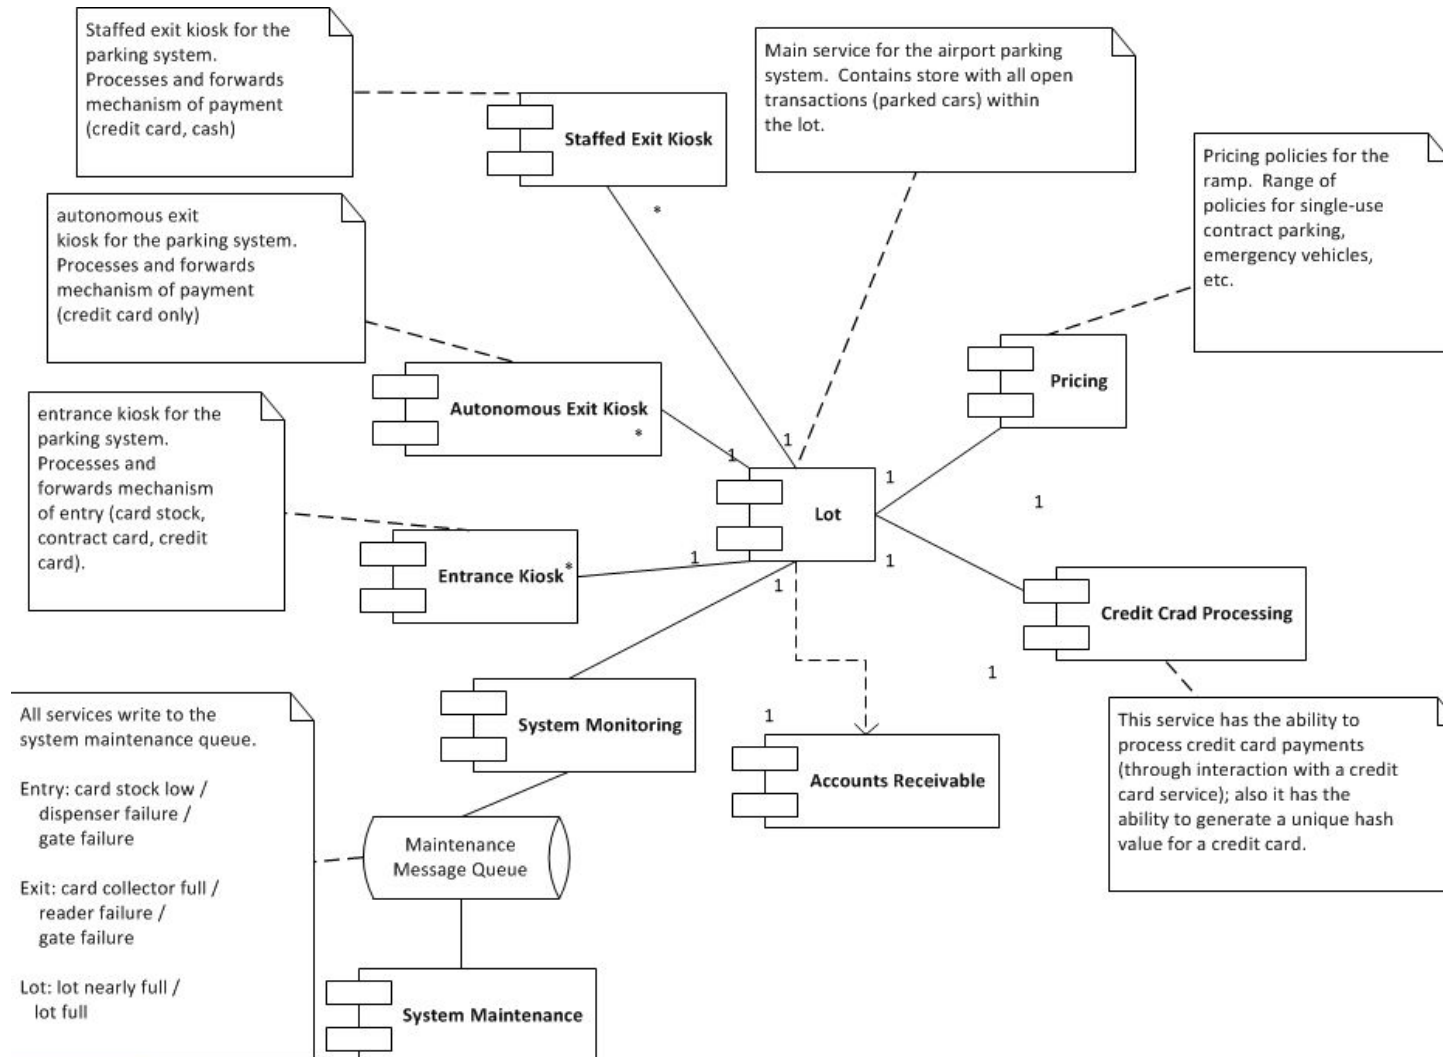 Staffed exit kiosk for the
parking system.
Processes and forwards
mechanism of payment
(credit card, cash)
Staffed Exit Kiosk
*
Main service for the airport parking
system. Contains store with all open
transactions (parked cars) within
the lot.
Pricing policies for the
ramp. Range of
policies for single-use
contract parking,
emergency vehicles,
etc.
autonomous exit
kiosk for the parking system.
Processes and forwards
mechanism of payment
(credit card only)
Autonomous Exit Kiosk
*
Pricing
1
1
1
Lot
1
entrance kiosk for the
parking system.
Processes and
forwards mechanism
of entry (card stock,
contract card, credit
card).
Entrance Kiosk
*
1
1
1
Credit Crad Processing
1
System Monitoring
1
Accounts Receivable
This service has the ability to
process credit card payments
(through interaction with a credit
card service); also it has the
ability to generate a unique hash
value for a credit card.
All services write to the
system maintenance queue.
Entry: card stock low /
dispenser failure /
gate failure
Exit: card collector full /
reader failure /
gate failure
Lot: lot nearly full /
lot full
Maintenance
Message Queue
System Maintenance